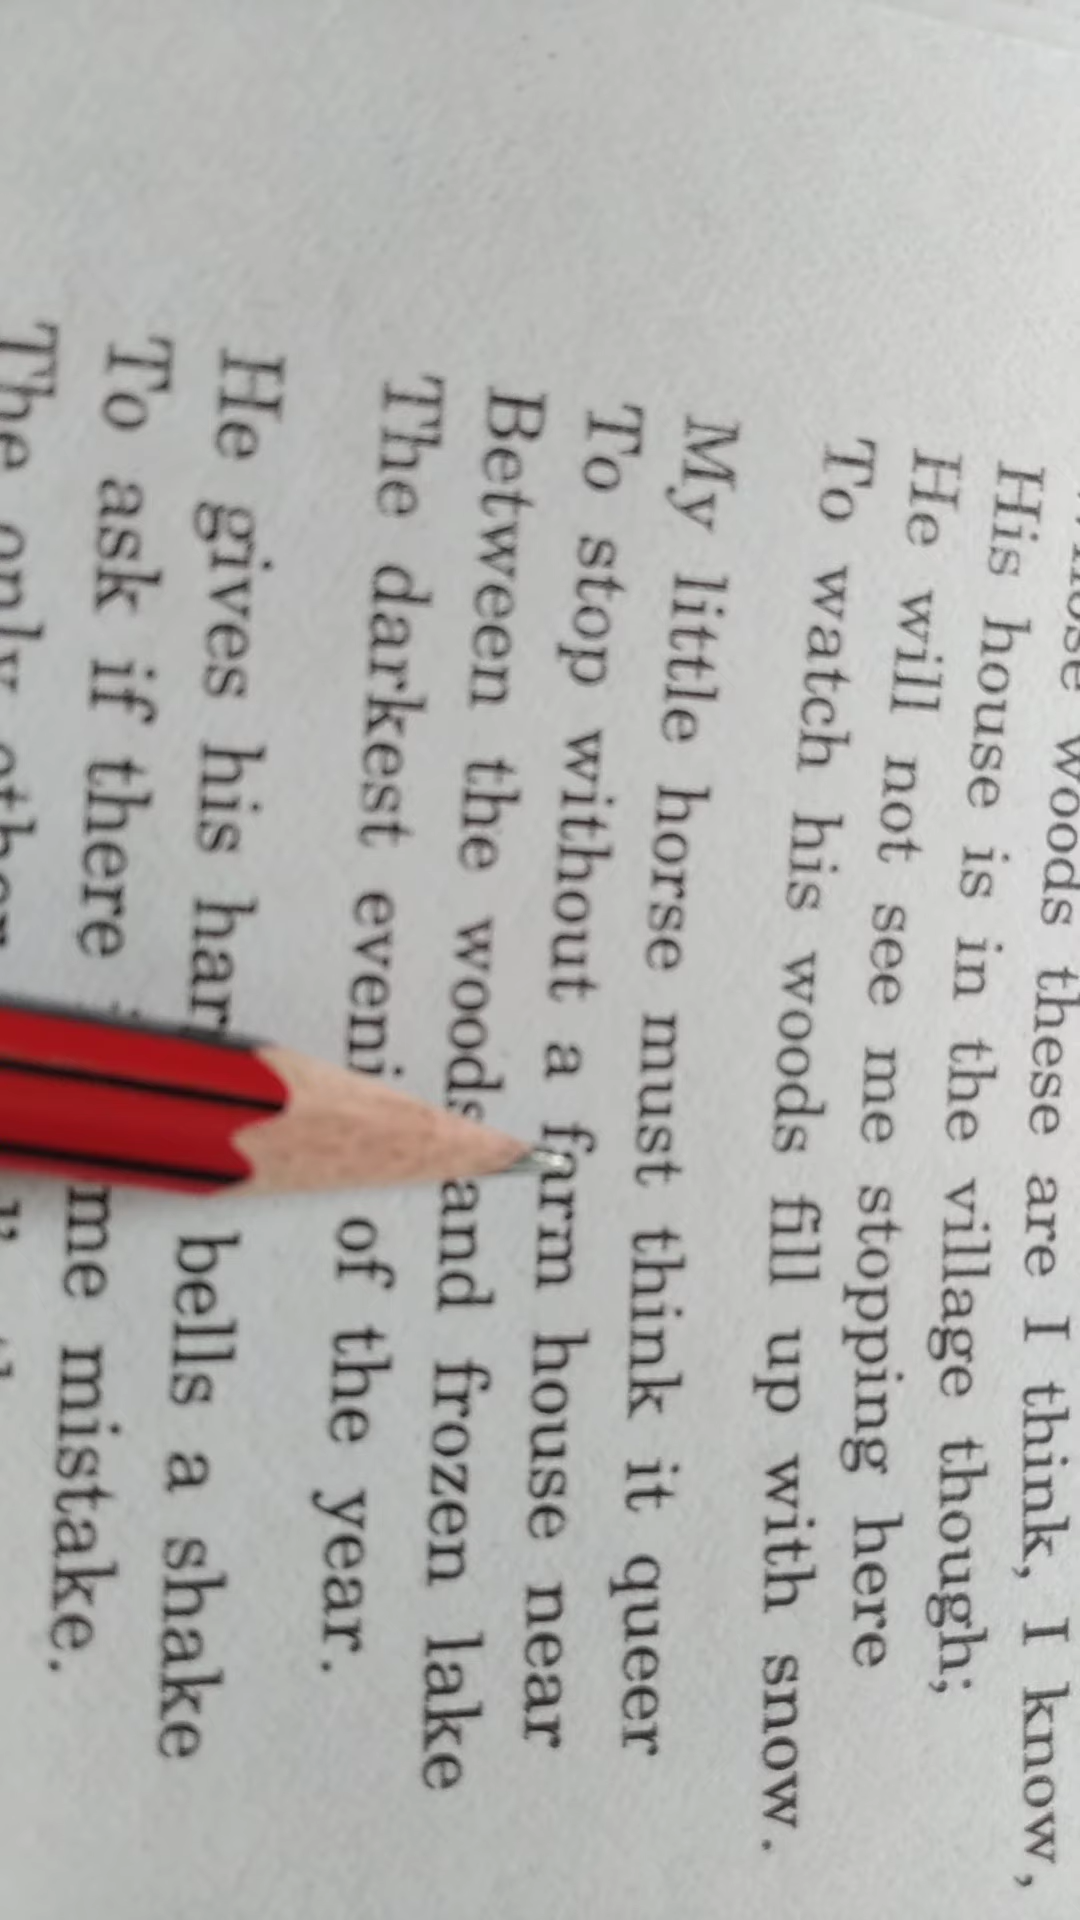 woods these are I think, I know,
His house is in the village though;
He will not see me stopping here
To watch his woods fill up with snow.
My little horse must think it queer
To stop without a farm house near
Between the woods and frozen lake
The darkest of the year.
He gives his bells a shake
To ask if there me mistake.
The only other